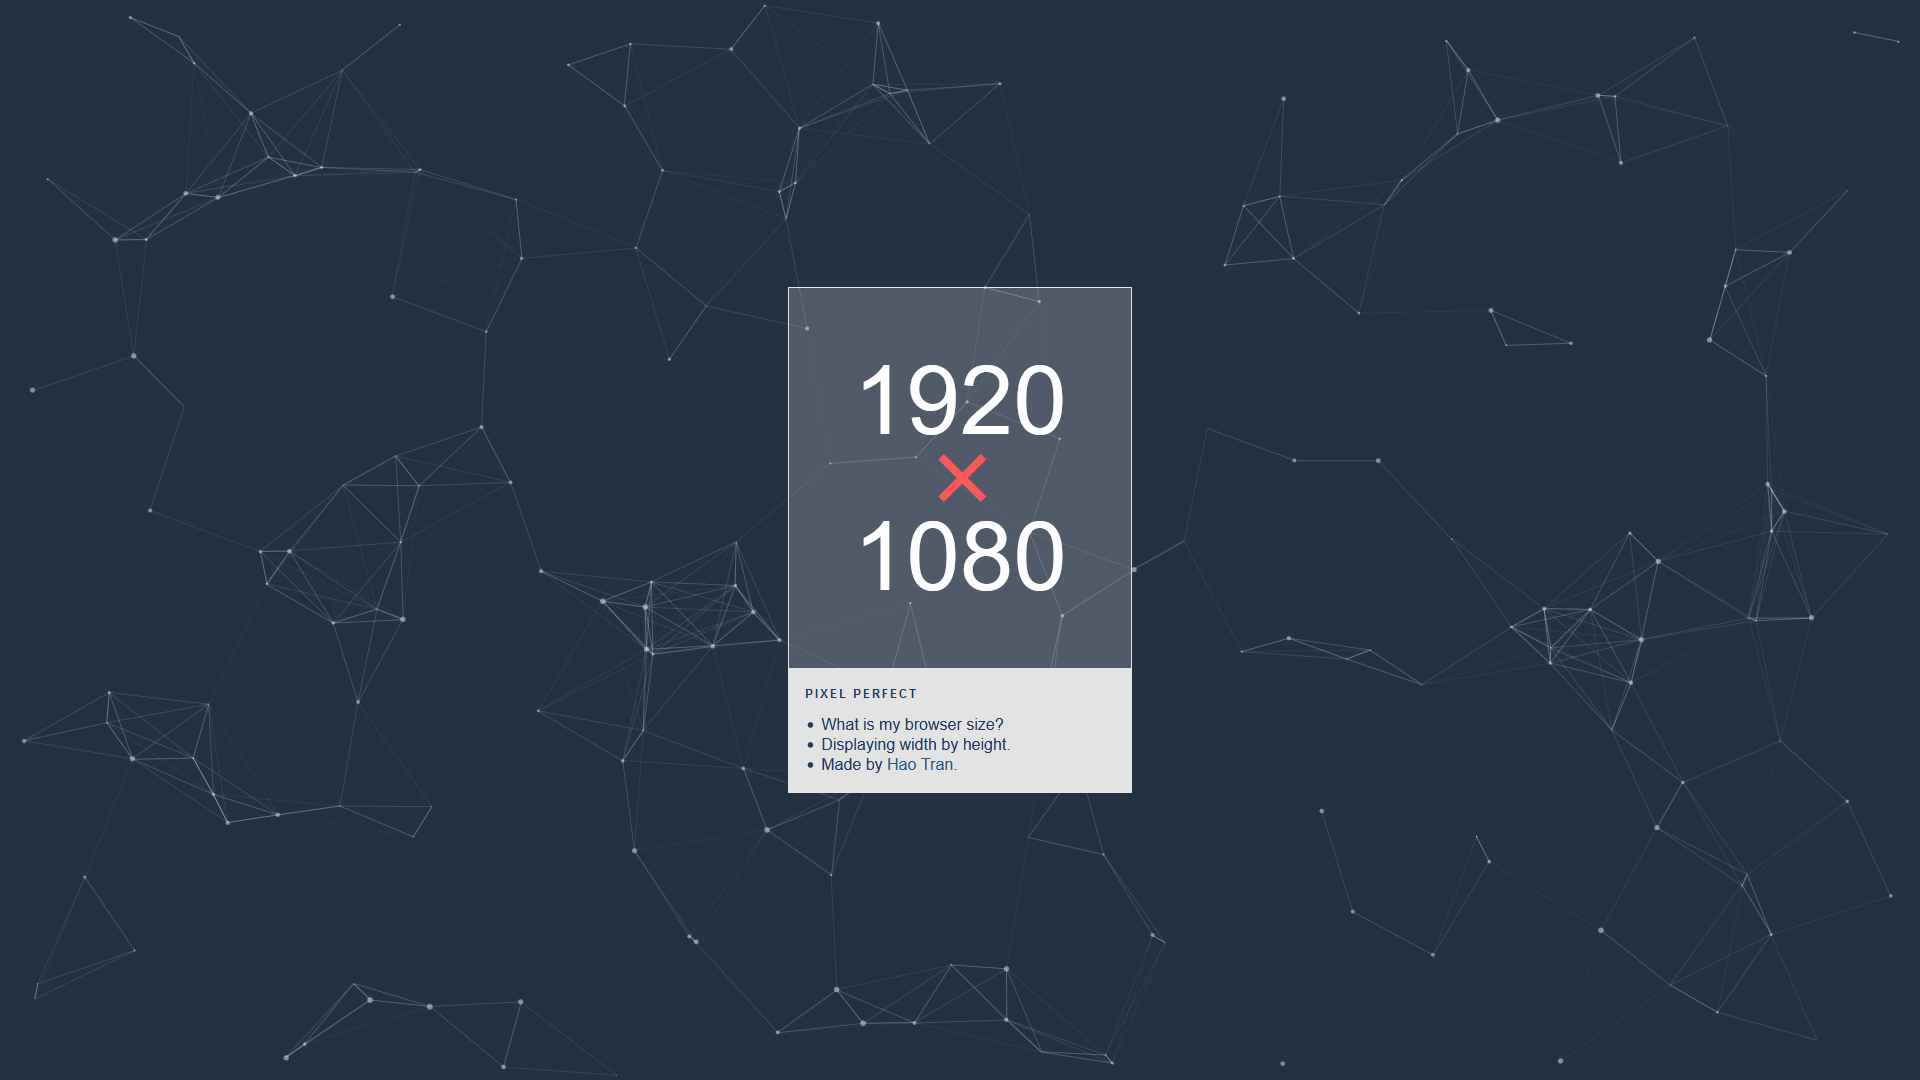 1920
×
1080
PIXEL PERFECT
• What is my browser size?
• Displaying width by height.
• Made by Hao Tran.